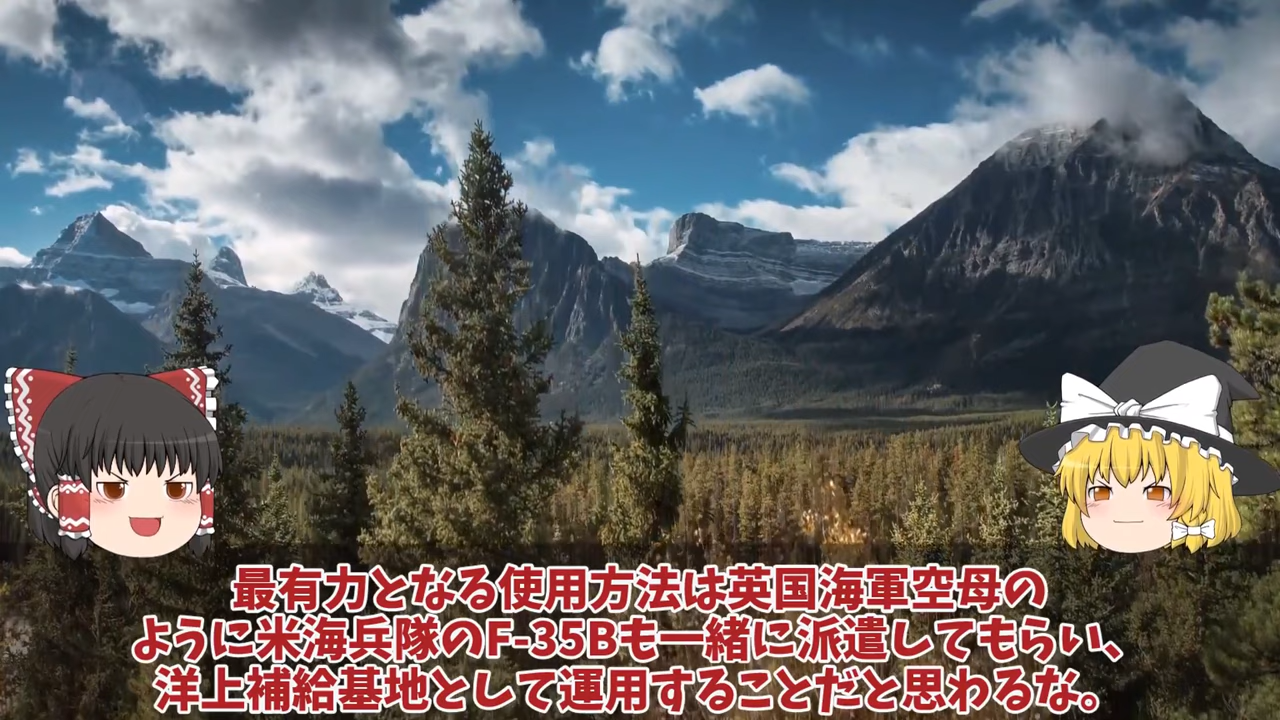 最有力となる使用方法は英国海軍空母の
ように米海兵隊のF-35Bも一緒に派遣してもらい、
洋上補給基地として運用することだと思わるな。